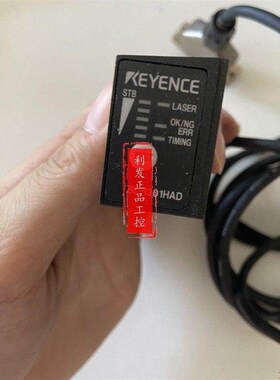 KEYENCE
STB
LASER
OK/NG
ERR
TIMING
利发正品工控
01HAD